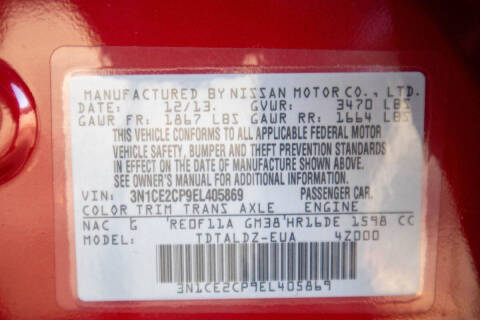 MANUFACTURED BY NISSAN MOTOR CO., LTD.
DATE: 12/13. GVWR: 3470 LBS
GAWR FR: 1867 LBS GAWR RR: 1664 LBS
THIS VEHICLE CONFORMS TO ALL APPLICABLE FEDERAL MOTOR
VEHICLE SAFETY, BUMPER AND THEFT PREVENTION STANDARDS
IN EFFECT ON THE DATE OF MANUFACTURE SHOWN ABOVE.
SEE OWNER'S MANUAL FOR ADDITIONAL INFORMATION.
VIN: 3N1CE2CP9EL405869 PASSENGER CAR.
COLOR TRIM TRANS AXLE ENGINE
NAC G 'RE0F11A GM38'HR16DE 1598 CC
MODEL: TDTALDZ-EUA 4Z000
3N1CE2CP9EL405869